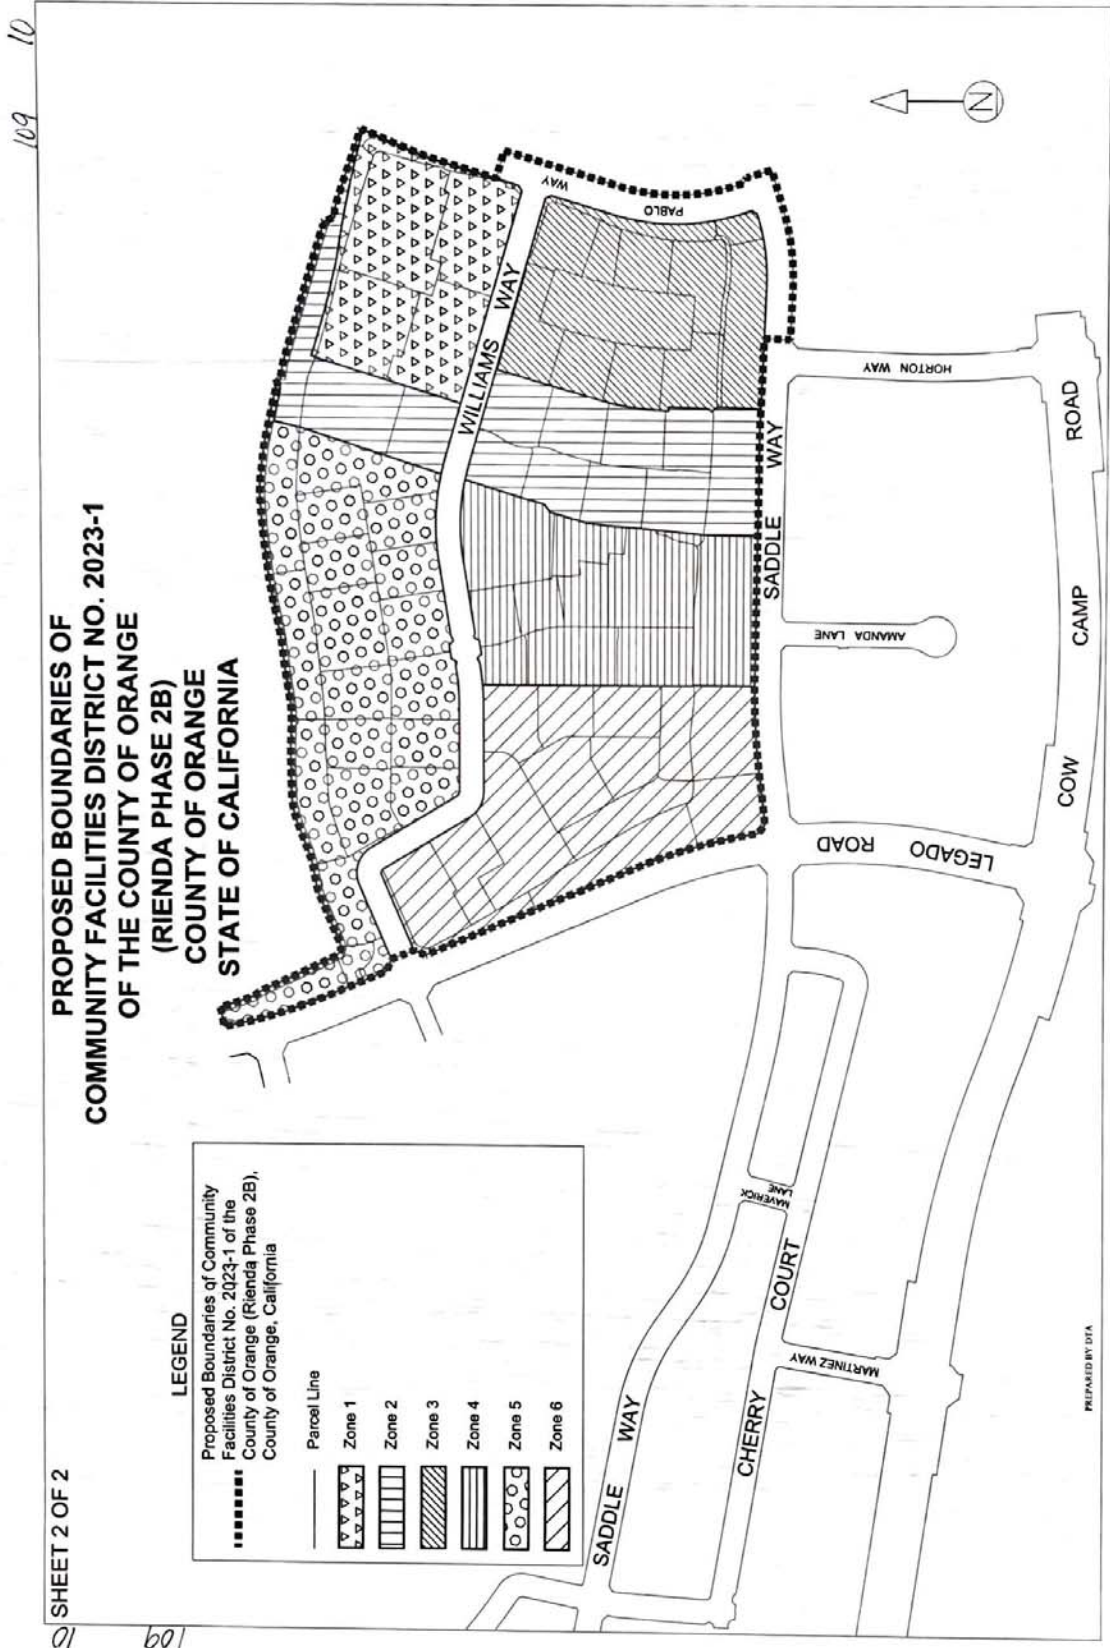 109 10
SHEET 2 OF 2
PROPOSED BOUNDARIES OF
COMMUNITY FACILITIES DISTRICT NO. 2023-1
OF THE COUNTY OF ORANGE
(RIENDA PHASE 2B)
COUNTY OF ORANGE
STATE OF CALIFORNIA
LEGEND
Proposed Boundaries of Community
Facilities District No. 2023-1 of the
County of Orange (Rienda Phase 2B),
County of Orange, California
Parcel Line
Zone 1
Zone 2
Zone 3
Zone 4
Zone 5
Zone 6
WILLIAMS WAY
PABLO WAY
SADDLE WAY
HORTON WAY
AMANDA LANE
LEGADO ROAD
COW CAMP ROAD
SADDLE WAY
MAVERICK
LANE
CHERRY COURT
MARTINEZ WAY
N
PREPARED BY DTA
109
10